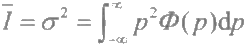 l̅ = σ² = ∫_{-∞}^{∞} p²Φ(p)dp